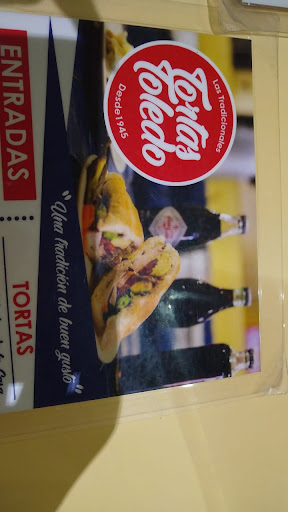 Las Tradicionales
Tortas
Toledo
Desde 1945
"Una Tradición de buen gusto"
ENTRADAS
TORTAS